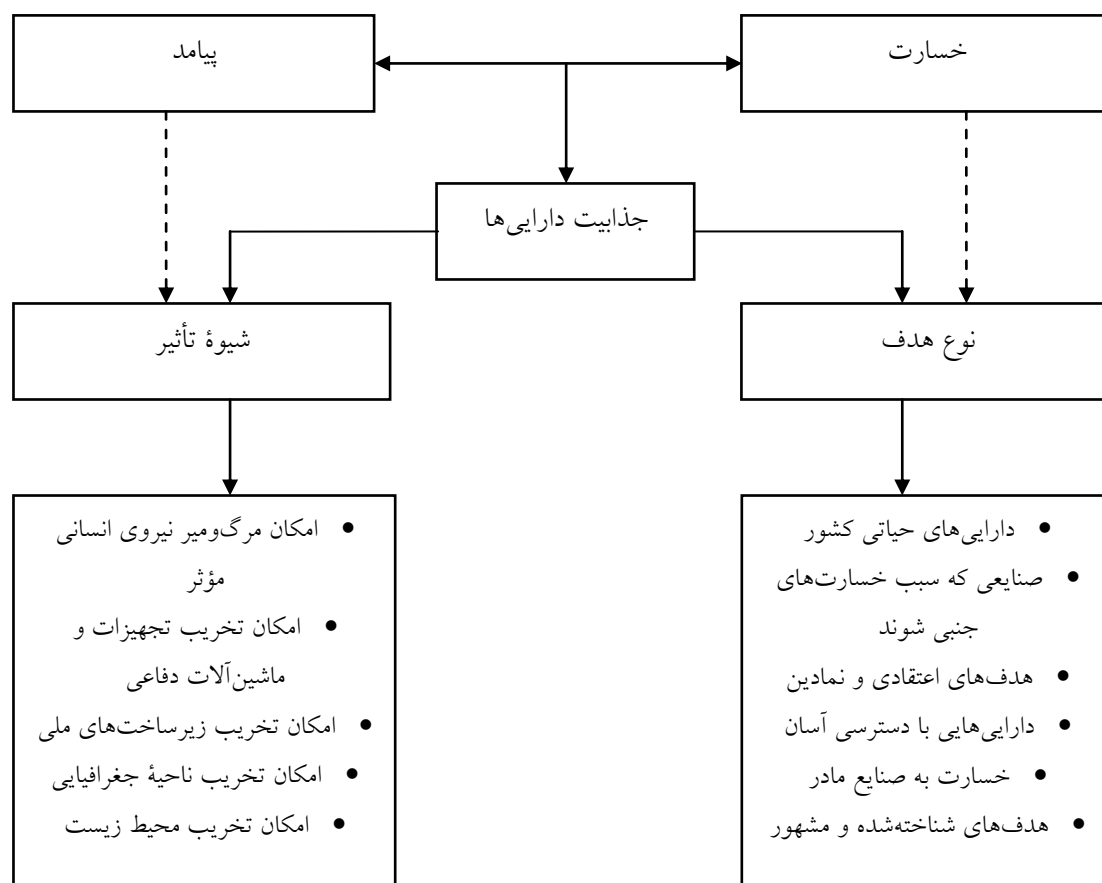 خسارت
پیامد
جذابیت دارایی‌ها
نوع هدف
شیوۀ تأثیر
• دارایی‌های حیاتی کشور
• صنایعی که سبب خسارت‌های
جنبی شوند
• هدف‌های اعتقادی و نمادین
• دارایی‌هایی با دسترسی آسان
• خسارت به صنایع مادر
• هدف‌های شناخته‌شده و مشهور
• امکان مرگ‌ومیر نیروی انسانی
مؤثر
• امکان تخریب تجهیزات و
ماشین‌آلات دفاعی
• امکان تخریب زیرساخت‌های ملی
• امکان تخریب ناحیۀ جغرافیایی
• امکان تخریب محیط زیست